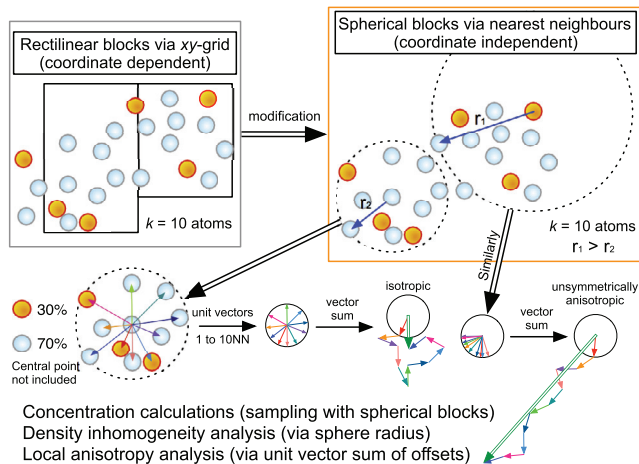 Rectilinear blocks via xy-grid
(coordinate dependent)
k = 10 atoms
modification
Spherical blocks via nearest neighbours
(coordinate independent)
r₁
r₂
k = 10 atoms
r₁ > r₂
Similarly
30%
70%
Central point
not included
unit vectors
1 to 10NN
vector
sum
isotropic
vector
sum
unsymmetrically
anisotropic
Concentration calculations (sampling with spherical blocks)
Density inhomogeneity analysis (via sphere radius)
Local anisotropy analysis (via unit vector sum of offsets)